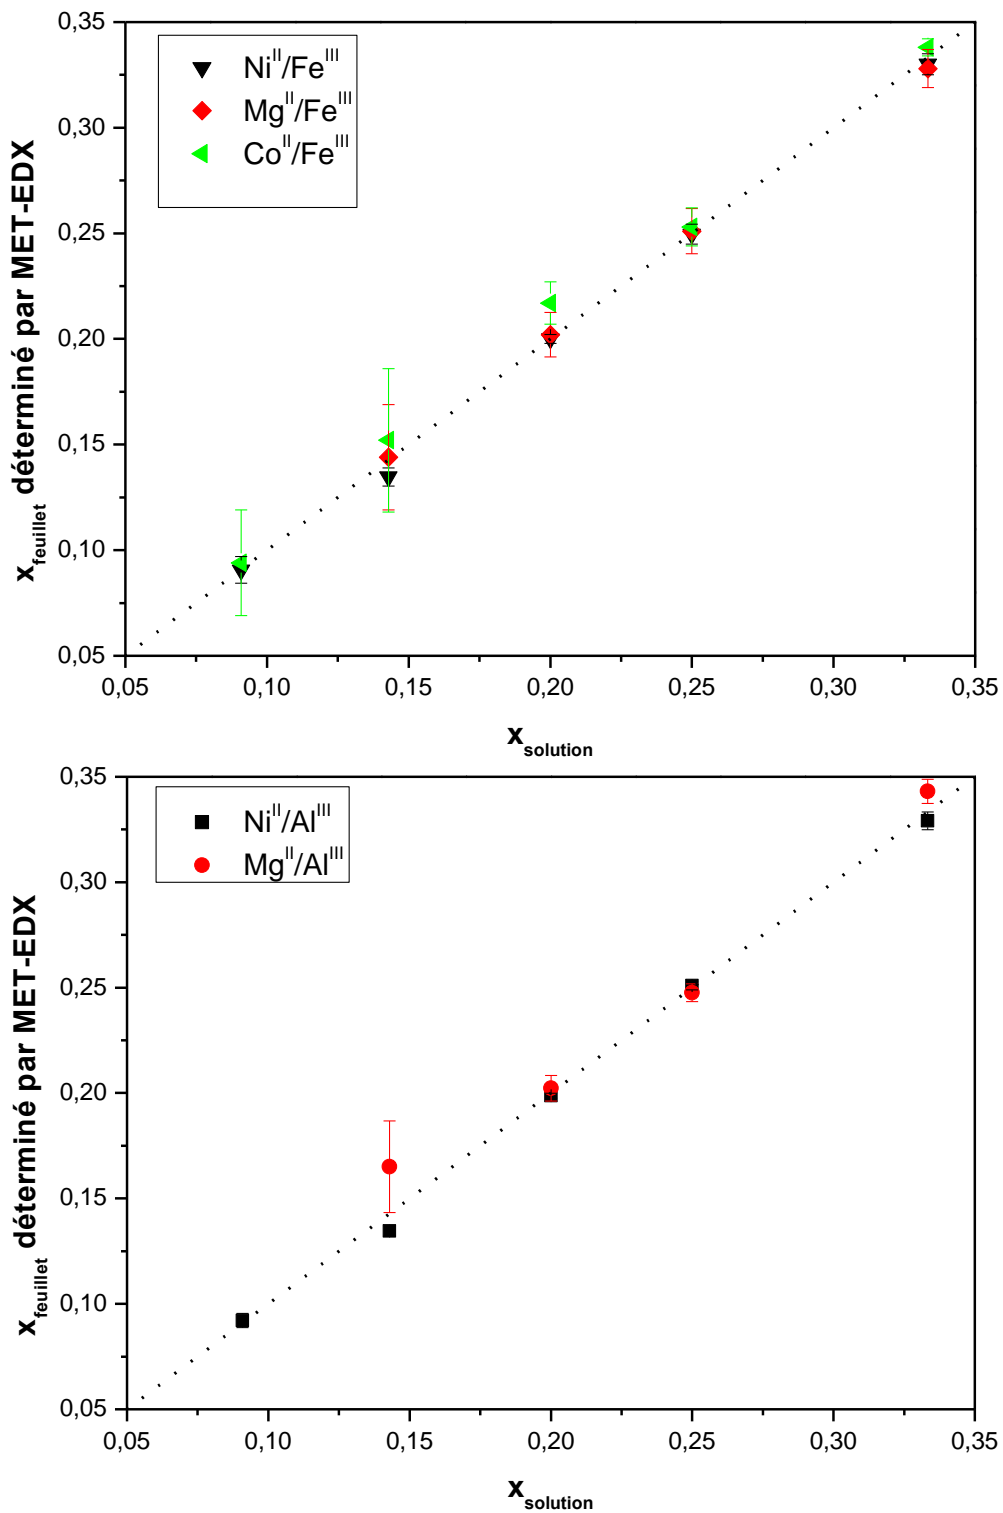 0,35
0,30
0,25
0,20
0,15
0,10
0,05
x_feuillet déterminé par MET-EDX
Ni^II/Fe^III
Mg^II/Fe^III
Co^II/Fe^III
0,05 0,10 0,15 0,20 0,25 0,30 0,35
x_solution
0,35
0,30
0,25
0,20
0,15
0,10
0,05
x_feuillet déterminé par MET-EDX
Ni^II/Al^III
Mg^II/Al^III
0,05 0,10 0,15 0,20 0,25 0,30 0,35
x_solution